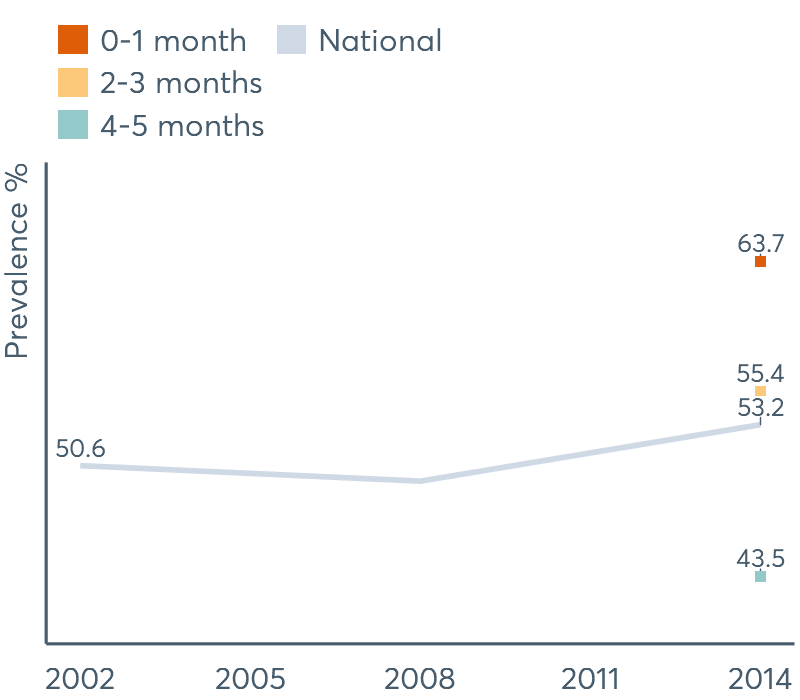 0-1 month National
2-3 months
4-5 months
Prevalence %
63.7
55.4
53.2
50.6
43.5
2002 2005 2008 2011 2014